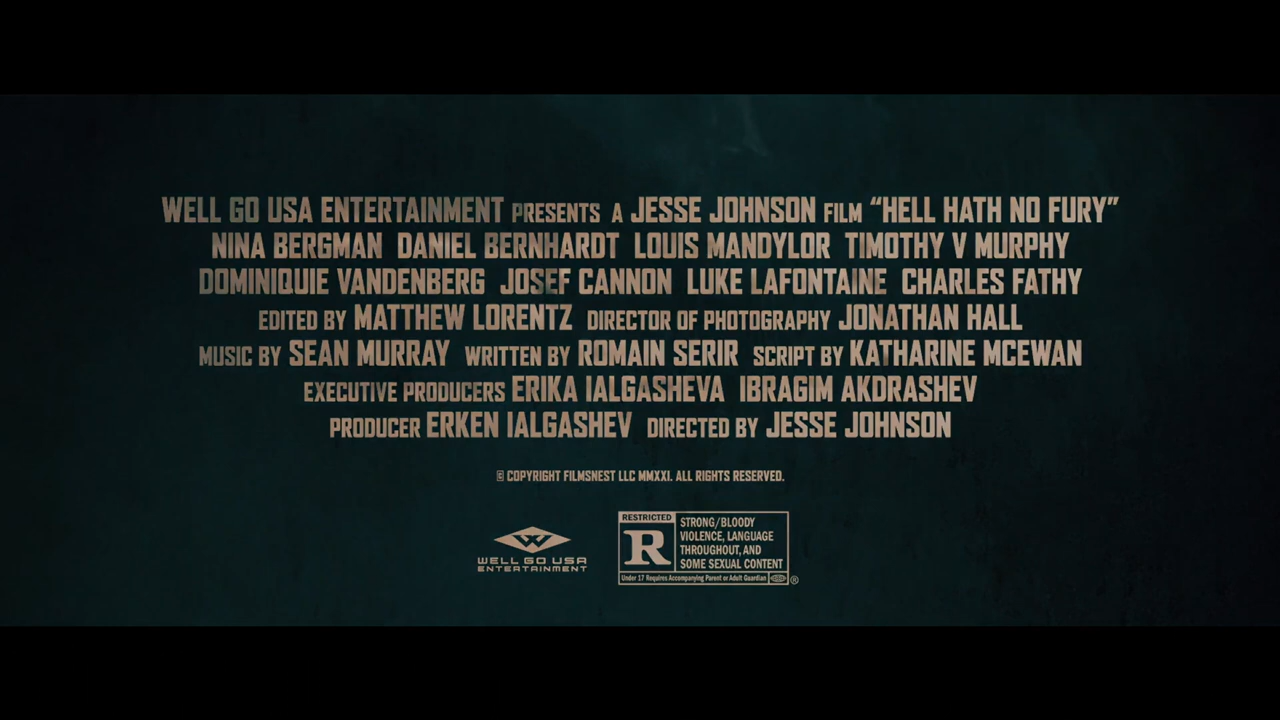 WELL GO USA ENTERTAINMENT PRESENTS A JESSE JOHNSON FILM “HELL HATH NO FURY”
NINA BERGMAN DANIEL BERNHARDT LOUIS MANDYLOR TIMOTHY V MURPHY
DOMINIQUIE VANDENBERG JOSEF CANNON LUKE LAFONTAINE CHARLES FATHY
EDITED BY MATTHEW LORENTZ DIRECTOR OF PHOTOGRAPHY JONATHAN HALL
MUSIC BY SEAN MURRAY WRITTEN BY ROMAIN SERIR SCRIPT BY KATHARINE MCEWAN
EXECUTIVE PRODUCERS ERIKA IALGASHEVA IBRAGIM AKDRASHEV
PRODUCER ERKEN IALGASHEV DIRECTED BY JESSE JOHNSON
© COPYRIGHT FILMSNEST LLC MMXXI. ALL RIGHTS RESERVED.
WELL GO USA
ENTERTAINMENT
RESTRICTED
R
STRONG/BLOODY
VIOLENCE, LANGUAGE
THROUGHOUT, AND
SOME SEXUAL CONTENT
Under 17 Requires Accompanying Parent or Adult Guardian
®